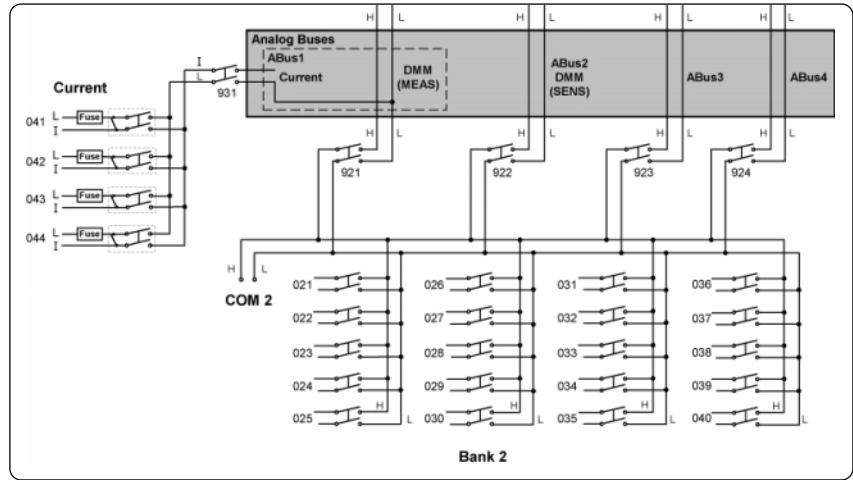 H L H L H L H L
Analog Buses
ABus1
I
Current
L
931
DMM
(MEAS)
ABus2
DMM
(SENS)
ABus3
ABus4
Current
041 L Fuse
I
042 L Fuse
I
043 L Fuse
I
044 L Fuse
I
H L H L H L H L
921 922 923 924
H L
COM 2
021 026 031 036
022 027 032 037
023 028 033 038
024 029 034 039
H H H H
025 L 030 L 035 L 040 L
Bank 2